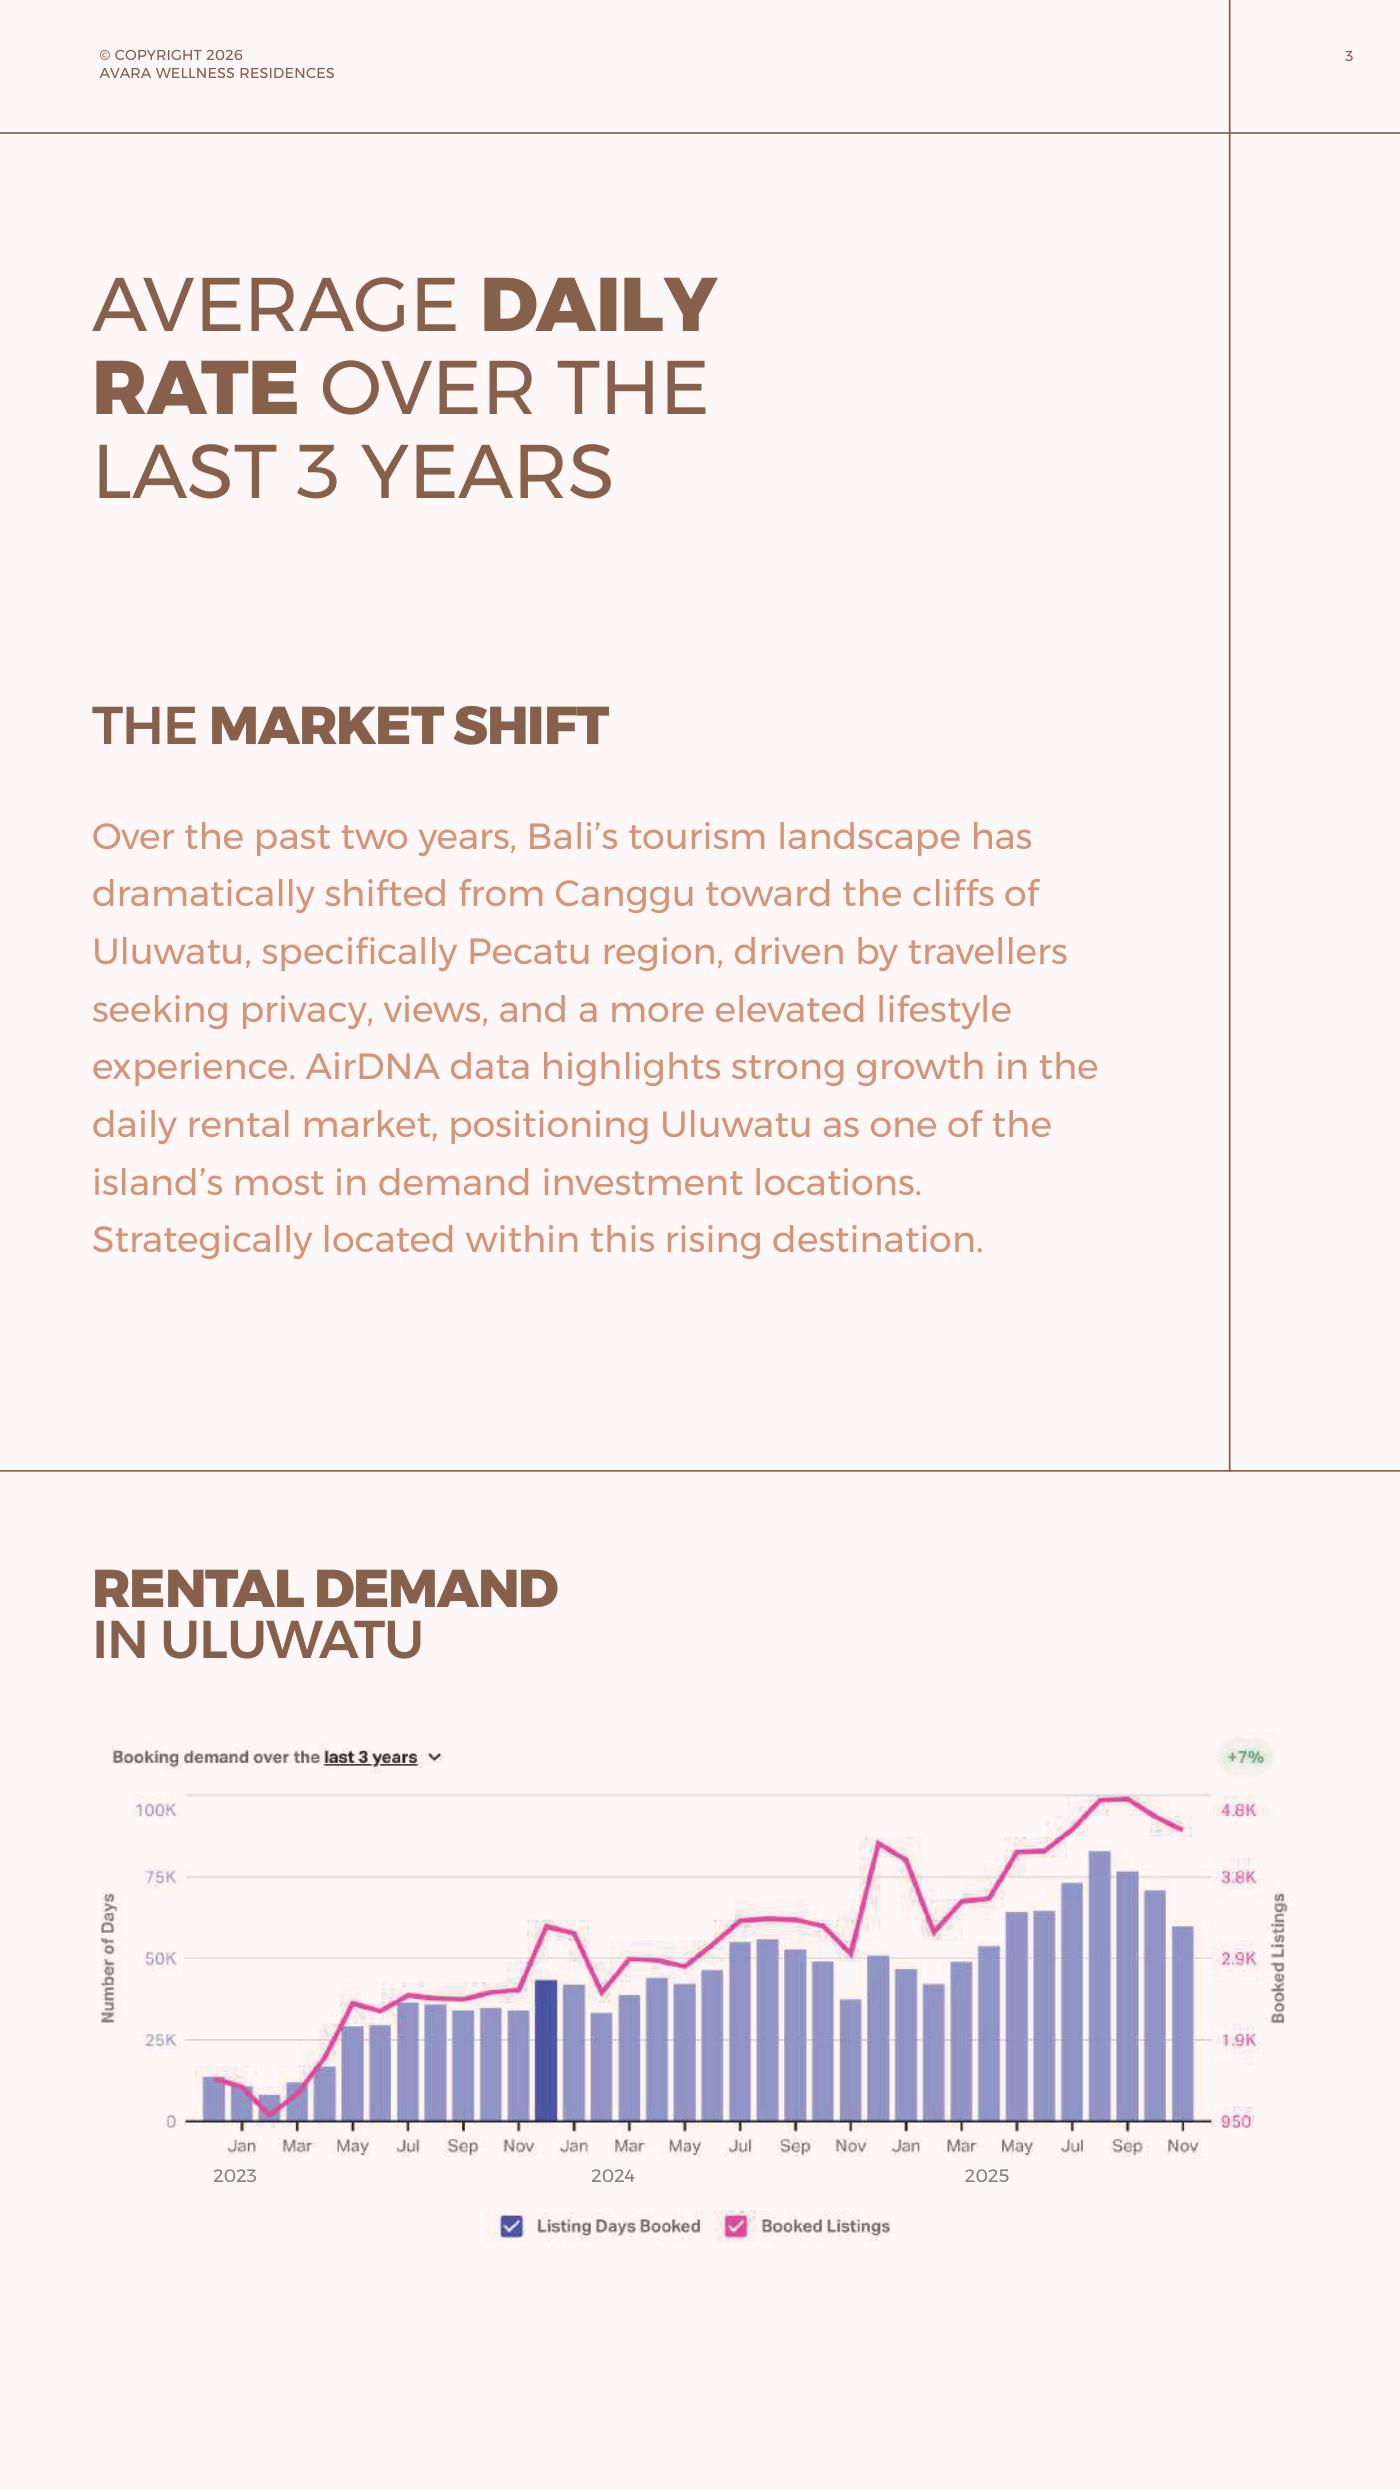 © COPYRIGHT 2026
AVARA WELLNESS RESIDENCES
3
AVERAGE DAILY
RATE OVER THE
LAST 3 YEARS
THE MARKET SHIFT
Over the past two years, Bali’s tourism landscape has
dramatically shifted from Canggu toward the cliffs of
Uluwatu, specifically Pecatu region, driven by travellers
seeking privacy, views, and a more elevated lifestyle
experience. AirDNA data highlights strong growth in the
daily rental market, positioning Uluwatu as one of the
island’s most in demand investment locations.
Strategically located within this rising destination.
RENTAL DEMAND
IN ULUWATU
Booking demand over the last 3 years
+7%
100K
75K
50K
25K
0
Number of Days
4.8K
3.8K
2.9K
1.9K
950
Booked Listings
Jan Mar May Jul Sep Nov Jan Mar May Jul Sep Nov Jan Mar May Jul Sep Nov
2023 2024 2025
Listing Days Booked Booked Listings